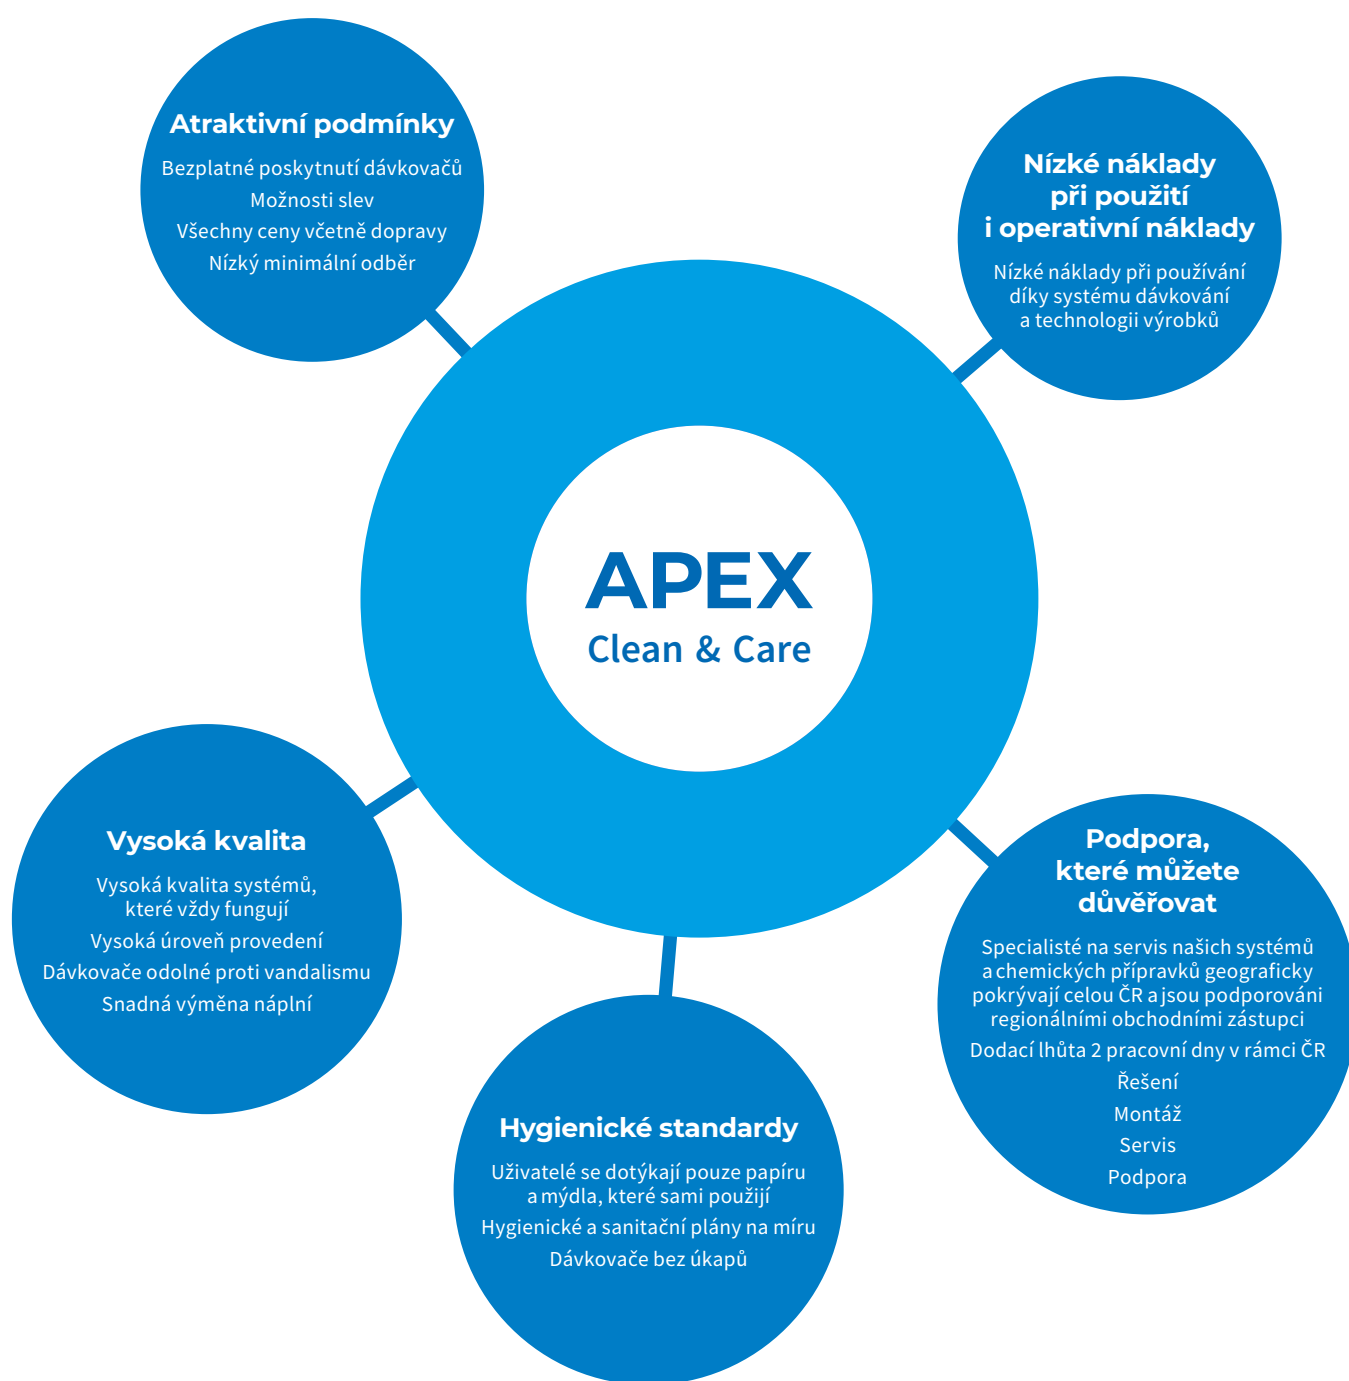 Atraktivní podmínky
Bezplatné poskytnutí dávkovačů
Možnosti slev
Všechny ceny včetně dopravy
Nízký minimální odběr
Nízké náklady
při použití
i operativní náklady
Nízké náklady při používání
díky systému dávkování
a technologii výrobků
APEX
Clean & Care
Vysoká kvalita
Vysoká kvalita systémů,
které vždy fungují
Vysoká úroveň provedení
Dávkovače odolné proti vandalismu
Snadná výměna náplní
Podpora,
které můžete
důvěřovat
Specialisté na servis našich systémů
a chemických přípravků geograficky
pokrývají celou ČR a jsou podporováni
regionálními obchodními zástupci
Dodací lhůta 2 pracovní dny v rámci ČR
Řešení
Montáž
Servis
Podpora
Hygienické standardy
Uživatelé se dotýkají pouze papíru
a mýdla, které sami použijí
Hygienické a sanitační plány na míru
Dávkovače bez úkapů